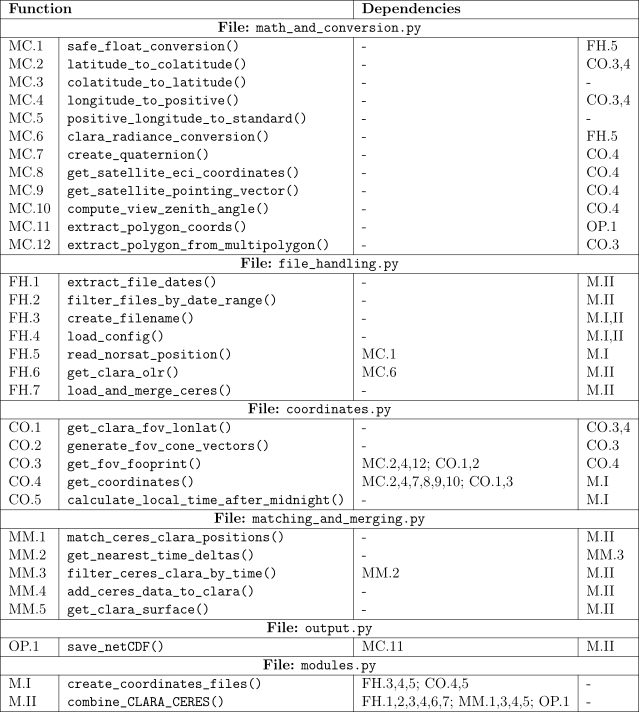 Function Dependencies
File: math_and_conversion.py
MC.1 safe_float_conversion() - FH.5
MC.2 latitude_to_colatitude() - CO.3,4
MC.3 colatitude_to_latitude() - -
MC.4 longitude_to_positive() - CO.3,4
MC.5 positive_longitude_to_standard() - -
MC.6 clara_radiance_conversion() - FH.5
MC.7 create_quaternion() - CO.4
MC.8 get_satellite_eci_coordinates() - CO.4
MC.9 get_satellite_pointing_vector() - CO.4
MC.10 compute_view_zenith_angle() - CO.4
MC.11 extract_polygon_coords() - OP.1
MC.12 extract_polygon_from_multipolygon() - CO.3
File: file_handling.py
FH.1 extract_file_dates() - M.II
FH.2 filter_files_by_date_range() - M.II
FH.3 create_filename() - M.I,II
FH.4 load_config() - M.I,II
FH.5 read_norsat_position() MC.1 M.I
FH.6 get_clara_olr() MC.6 M.II
FH.7 load_and_merge_ceres() - M.II
File: coordinates.py
CO.1 get_clara_fov_lonlat() - CO.3,4
CO.2 generate_fov_cone_vectors() - CO.3
CO.3 get_fov_fooprint() MC.2,4,12; CO.1,2 CO.4
CO.4 get_coordinates() MC.2,4,7,8,9,10; CO.1,3 M.I
CO.5 calculate_local_time_after_midnight() - M.I
File: matching_and_merging.py
MM.1 match_ceres_clara_positions() - M.II
MM.2 get_nearest_time_deltas() - MM.3
MM.3 filter_ceres_clara_by_time() MM.2 M.II
MM.4 add_ceres_data_to_clara() - M.II
MM.5 get_clara_surface() - M.II
File: output.py
OP.1 save_netCDF() MC.11 M.II
File: modules.py
M.I create_coordinates_files() FH.3,4,5; CO.4,5 -
M.II combine_CLARA_CERES() FH.1,2,3,4,6,7; MM.1,3,4,5; OP.1 -